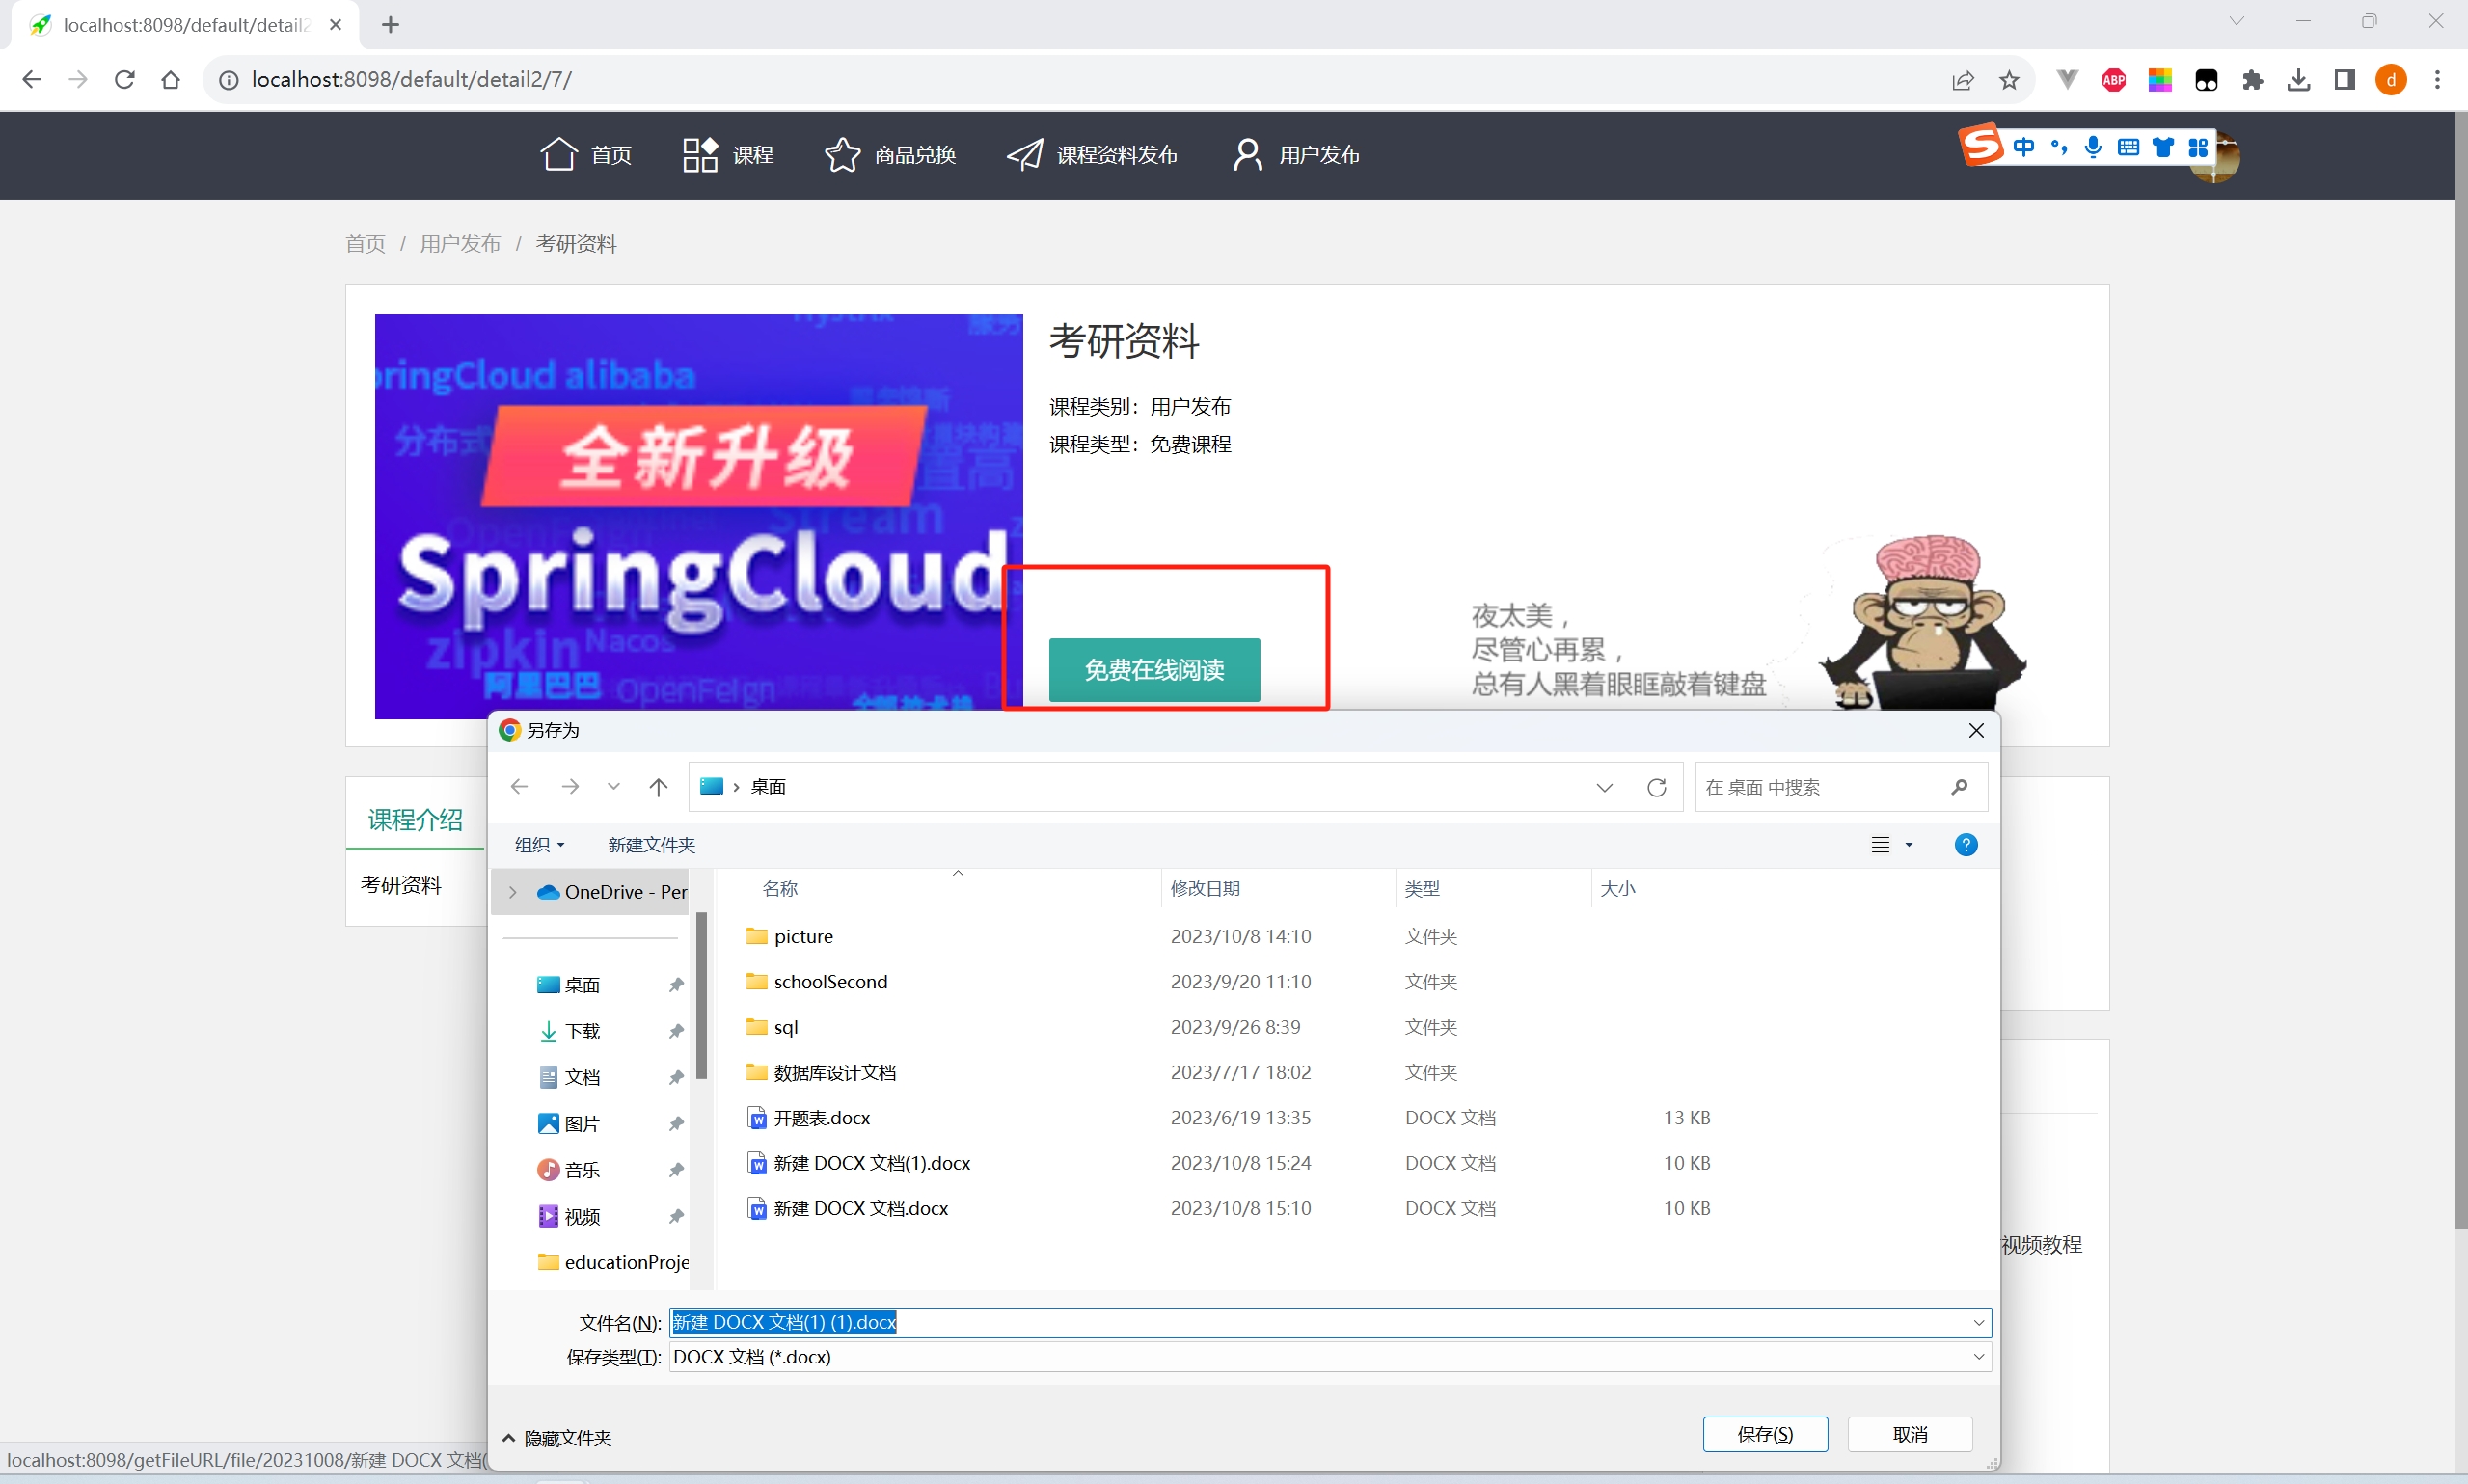 localhost:8098/default/detail2
localhost:8098/default/detail2/7/
ABP
d
首页
课程
商品兑换
课程资料发布
用户发布
S 中
首页 / 用户发布 / 考研资料
服务
ringCloud alibaba
分布式
全新升级
置高
Stream
SpringCloud
zipkin
Nacos
阿里巴巴
OpenFeign
考研资料
课程类别：用户发布
课程类型：免费课程
免费在线阅读
夜太美，
尽管心再累，
总有人黑着眼眶敲着键盘
课程介绍
考研资料
视频教程
另存为
桌面
在 桌面 中搜索
组织
新建文件夹
OneDrive - Per
桌面
下载
文档
图片
音乐
视频
educationProje
名称 修改日期 类型 大小
picture 2023/10/8 14:10 文件夹
schoolSecond 2023/9/20 11:10 文件夹
sql 2023/9/26 8:39 文件夹
数据库设计文档 2023/7/17 18:02 文件夹
开题表.docx 2023/6/19 13:35 DOCX 文档 13 KB
新建 DOCX 文档(1).docx 2023/10/8 15:24 DOCX 文档 10 KB
新建 DOCX 文档.docx 2023/10/8 15:10 DOCX 文档 10 KB
文件名(N): 新建 DOCX 文档(1) (1).docx
保存类型(T): DOCX 文档 (*.docx)
隐藏文件夹
保存(S)
取消
localhost:8098/getFileURL/file/20231008/新建 DOCX 文档(